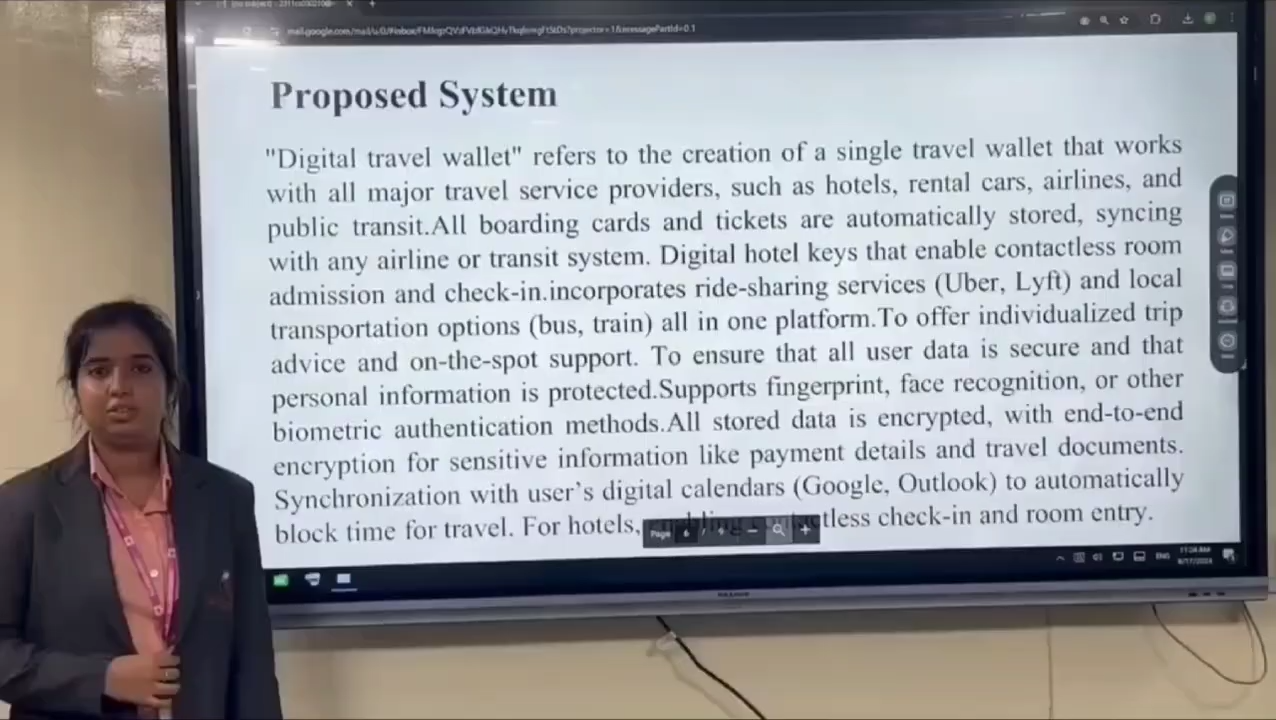 Proposed System
"Digital travel wallet" refers to the creation of a single travel wallet that works
with all major travel service providers, such as hotels, rental cars, airlines, and
public transit.All boarding cards and tickets are automatically stored, syncing
with any airline or transit system. Digital hotel keys that enable contactless room
admission and check-in.incorporates ride-sharing services (Uber, Lyft) and local
transportation options (bus, train) all in one platform.To offer individualized trip
advice and on-the-spot support. To ensure that all user data is secure and that
personal information is protected.Supports fingerprint, face recognition, or other
biometric authentication methods.All stored data is encrypted, with end-to-end
encryption for sensitive information like payment details and travel documents.
Synchronization with user's digital calendars (Google, Outlook) to automatically
block time for travel. For hotels, tless check-in and room entry.
Page 6
ENG
11:04 AM